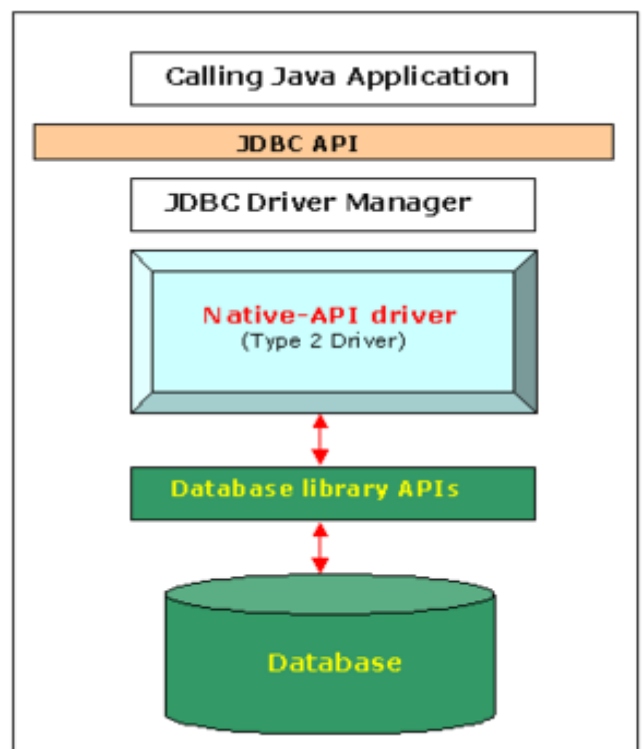 Calling Java Application
JDBC API
JDBC Driver Manager
Native-API driver
(Type 2 Driver)
Database library APIs
Database